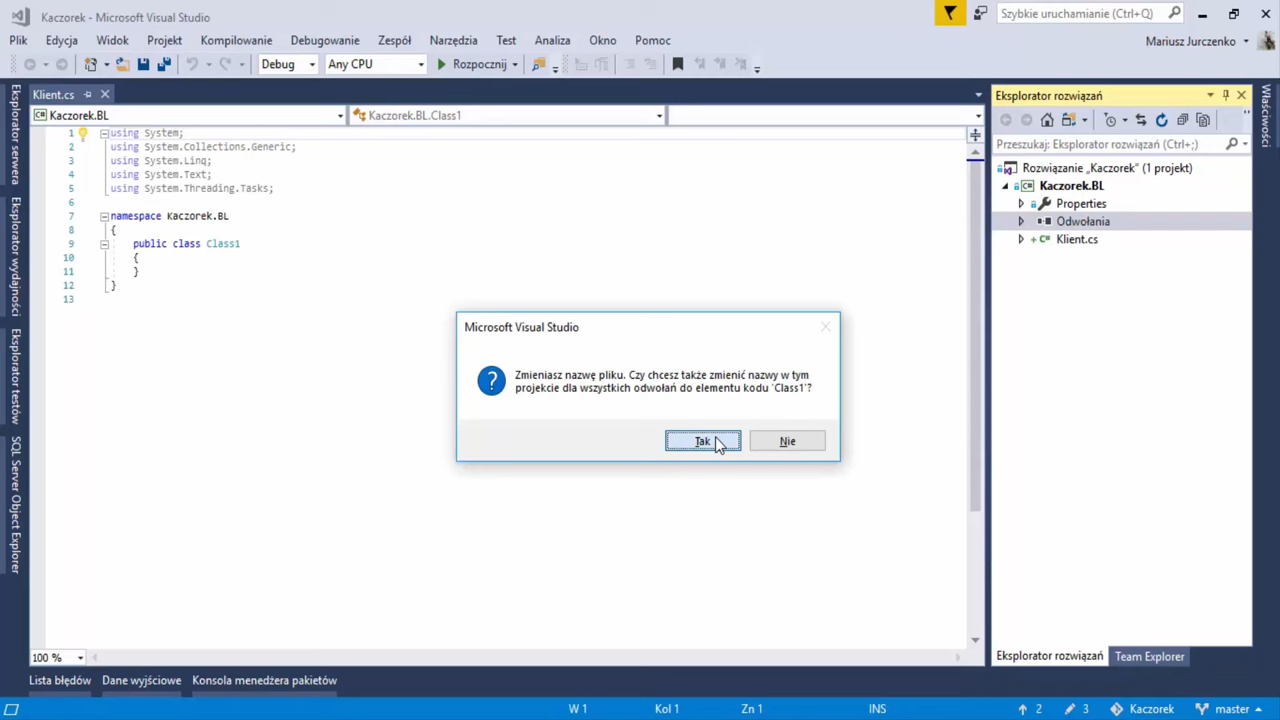 Kaczorek - Microsoft Visual Studio
Szybkie uruchamianie (Ctrl+Q)
Plik Edycja Widok Projekt Kompilowanie Debugowanie Zespół Narzędzia Test Analiza Okno Pomoc
Mariusz Jurczenko
Debug Any CPU Rozpocznij
Eksplorator serwera
Eksplorator wydajności
Eksplorator testów
SQL Server Object Explorer
Klient.cs
Kaczorek.BL Kaczorek.BL.Class1
1 using System;
2 using System.Collections.Generic;
3 using System.Linq;
4 using System.Text;
5 using System.Threading.Tasks;
6
7 namespace Kaczorek.BL
8 {
9 public class Class1
10 {
11 }
12 }
13
Microsoft Visual Studio
Zmieniasz nazwę pliku. Czy chcesz także zmienić nazwy w tym
projekcie dla wszystkich odwołań do elementu kodu 'Class1'?
Tak Nie
Eksplorator rozwiązań
Przeszukaj: Eksplorator rozwiązań (Ctrl+;)
Rozwiązanie „Kaczorek” (1 projekt)
Kaczorek.BL
Properties
Odwołania
Klient.cs
Właściwości
100 %
Eksplorator rozwiązań Team Explorer
Lista błędów Dane wyjściowe Konsola menedżera pakietów
W 1 Kol 1 Zn 1 INS 2 3 Kaczorek master